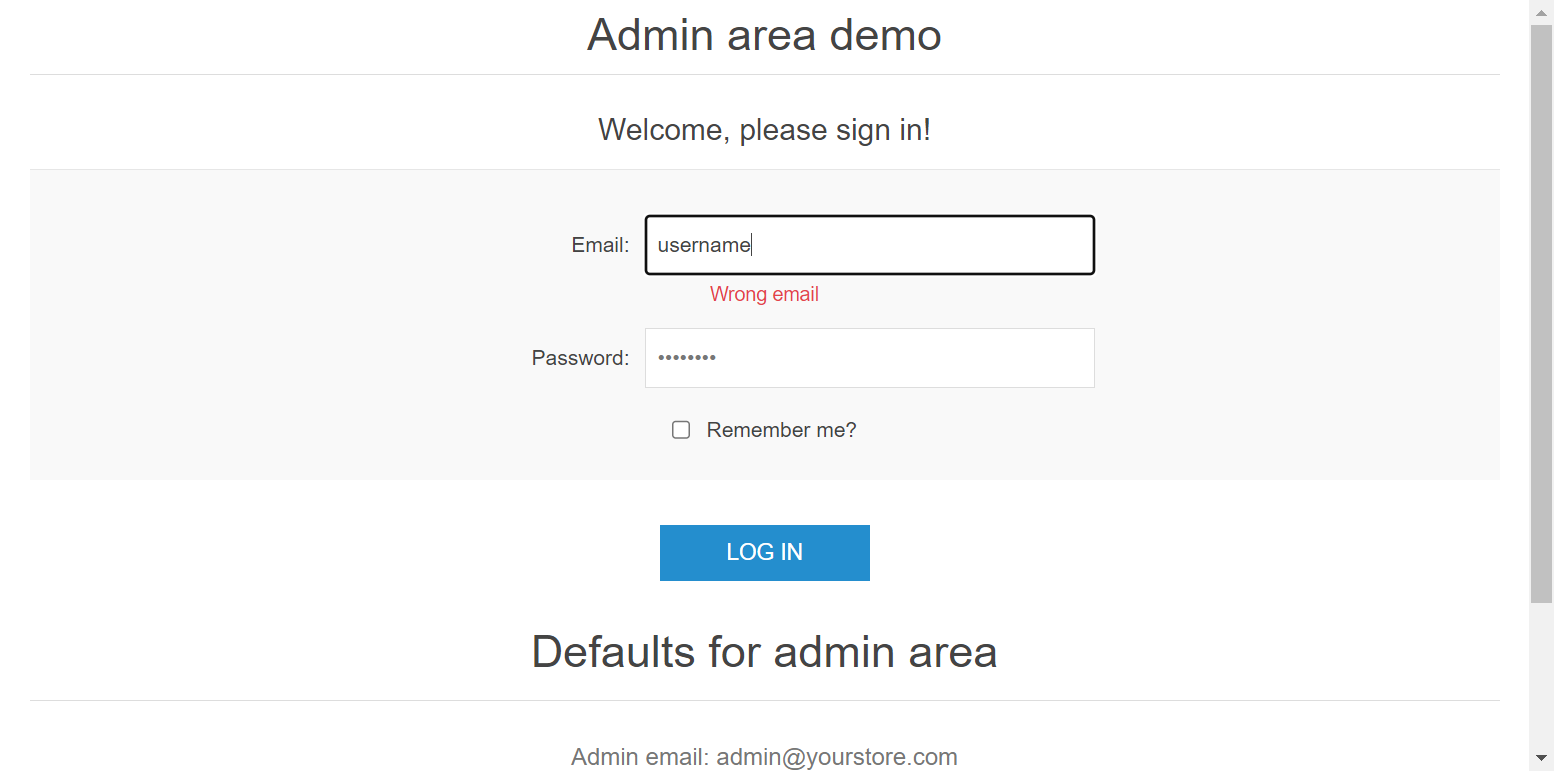 Admin area demo
Welcome, please sign in!
Email: username
Wrong email
Password: ••••••••
Remember me?
LOG IN
Defaults for admin area
Admin email: admin@yourstore.com